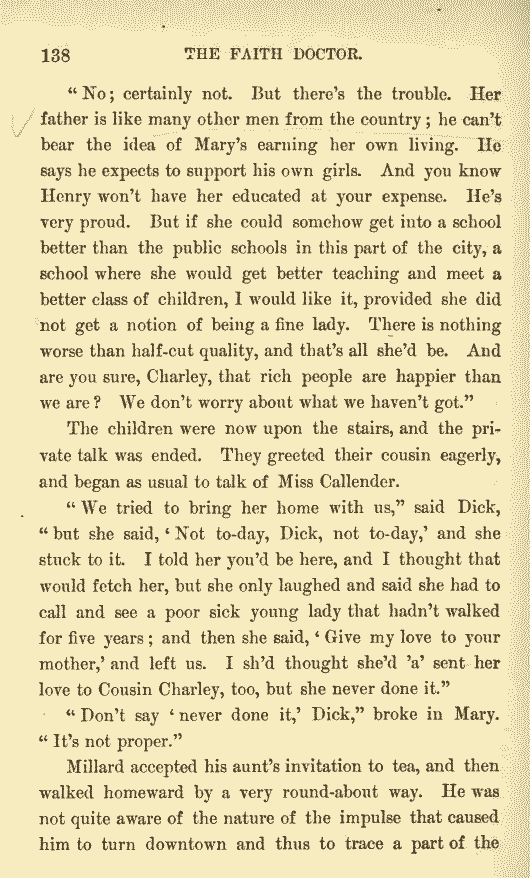 138 THE FAITH DOCTOR.
“ No ; certainly not. But there’s the trouble. Her
father is like many other men from the country ; he can’t
bear the idea of Mary’s earning her own living. He
says he expects to support his own girls. And you know
Henry won’t have her educated at your expense. He’s
very proud. But if she could somehow get into a school
better than the public schools in this part of the city, a
school where she would get better teaching and meet a
better class of children, I would like it, provided she did
not get a notion of being a fine lady. There is nothing
worse than half-cut quality, and that’s all she’d be. And
are you sure, Charley, that rich people are happier than
we are ? We don’t worry about what we haven’t got.”
The children were now upon the stairs, and the pri-
vate talk was ended. They greeted their cousin eagerly,
and began as usual to talk of Miss Callender.
“ We tried to bring her home with us,” said Dick,
“ but she said, ‘ Not to-day, Dick, not to-day,’ and she
stuck to it. I told her you’d be here, and I thought that
would fetch her, but she only laughed and said she had to
call and see a poor sick young lady that hadn’t walked
for five years ; and then she said, ‘ Give my love to your
mother,’ and left us. I sh’d thought she’d ’a’ sent her
love to Cousin Charley, too, but she never done it.”
“ Don’t say ‘ never done it,’ Dick,” broke in Mary.
“ It’s not proper.”
Millard accepted his aunt’s invitation to tea, and then
walked homeward by a very round-about way. He was
not quite aware of the nature of the impulse that caused
him to turn downtown and thus to trace a part of the